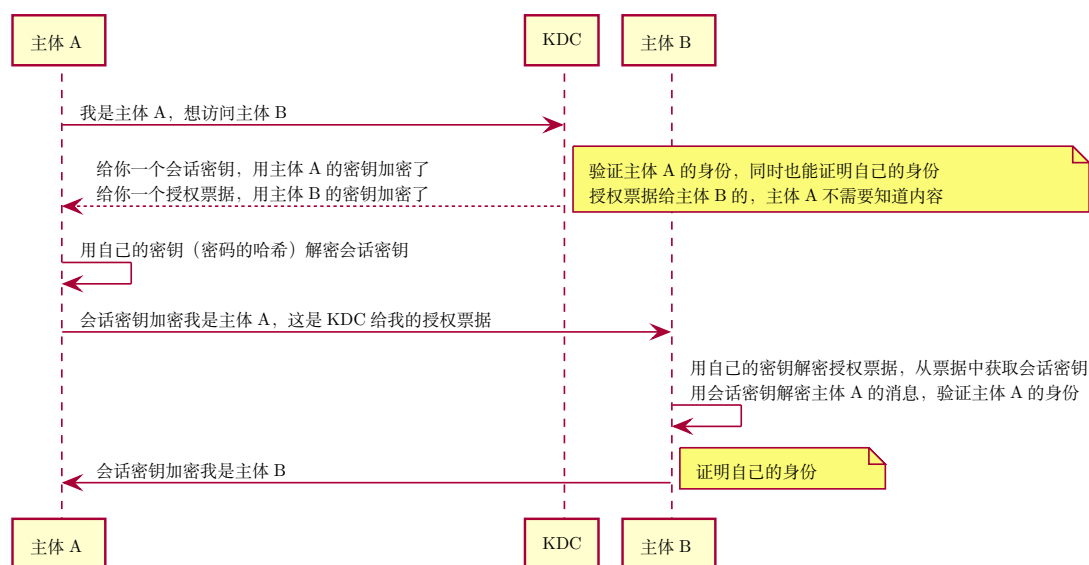 主体 A
KDC
主体 B
我是主体 A，想访问主体 B
给你一个会话密钥，用主体 A 的密钥加密了
给你一个授权票据，用主体 B 的密钥加密了
验证主体 A 的身份，同时也能证明自己的身份
授权票据给主体 B 的，主体 A 不需要知道内容
用自己的密钥（密码的哈希）解密会话密钥
会话密钥加密我是主体 A，这是 KDC 给我的授权票据
用自己的密钥解密授权票据，从票据中获取会话密钥
用会话密钥解密主体 A 的消息，验证主体 A 的身份
会话密钥加密我是主体 B
证明自己的身份
主体 A
KDC
主体 B